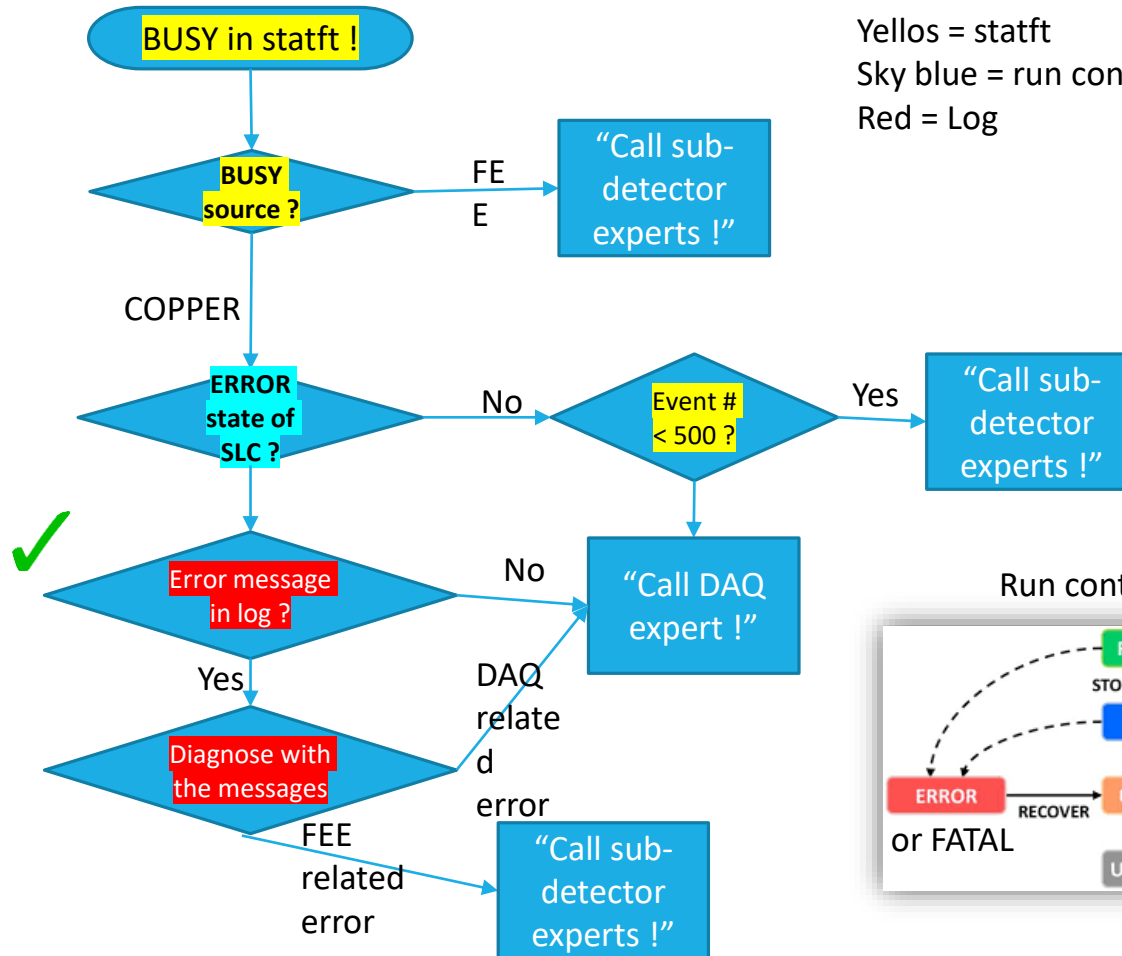 BUSY in statft !
Yellos = statft
Sky blue = run con
Red = Log
BUSY
source ?
FE
E
“Call sub-
detector
experts !”
COPPER
ERROR
state of
SLC ?
No
Event #
< 500 ?
Yes
“Call sub-
detector
experts !”
Error message
in log ?
No
“Call DAQ
expert !”
Run cont
Yes
DAQ
relate
d
error
Diagnose with
the messages
STO
ERROR
RECOVER
or FATAL
U
FEE
related
error
“Call sub-
detector
experts !”